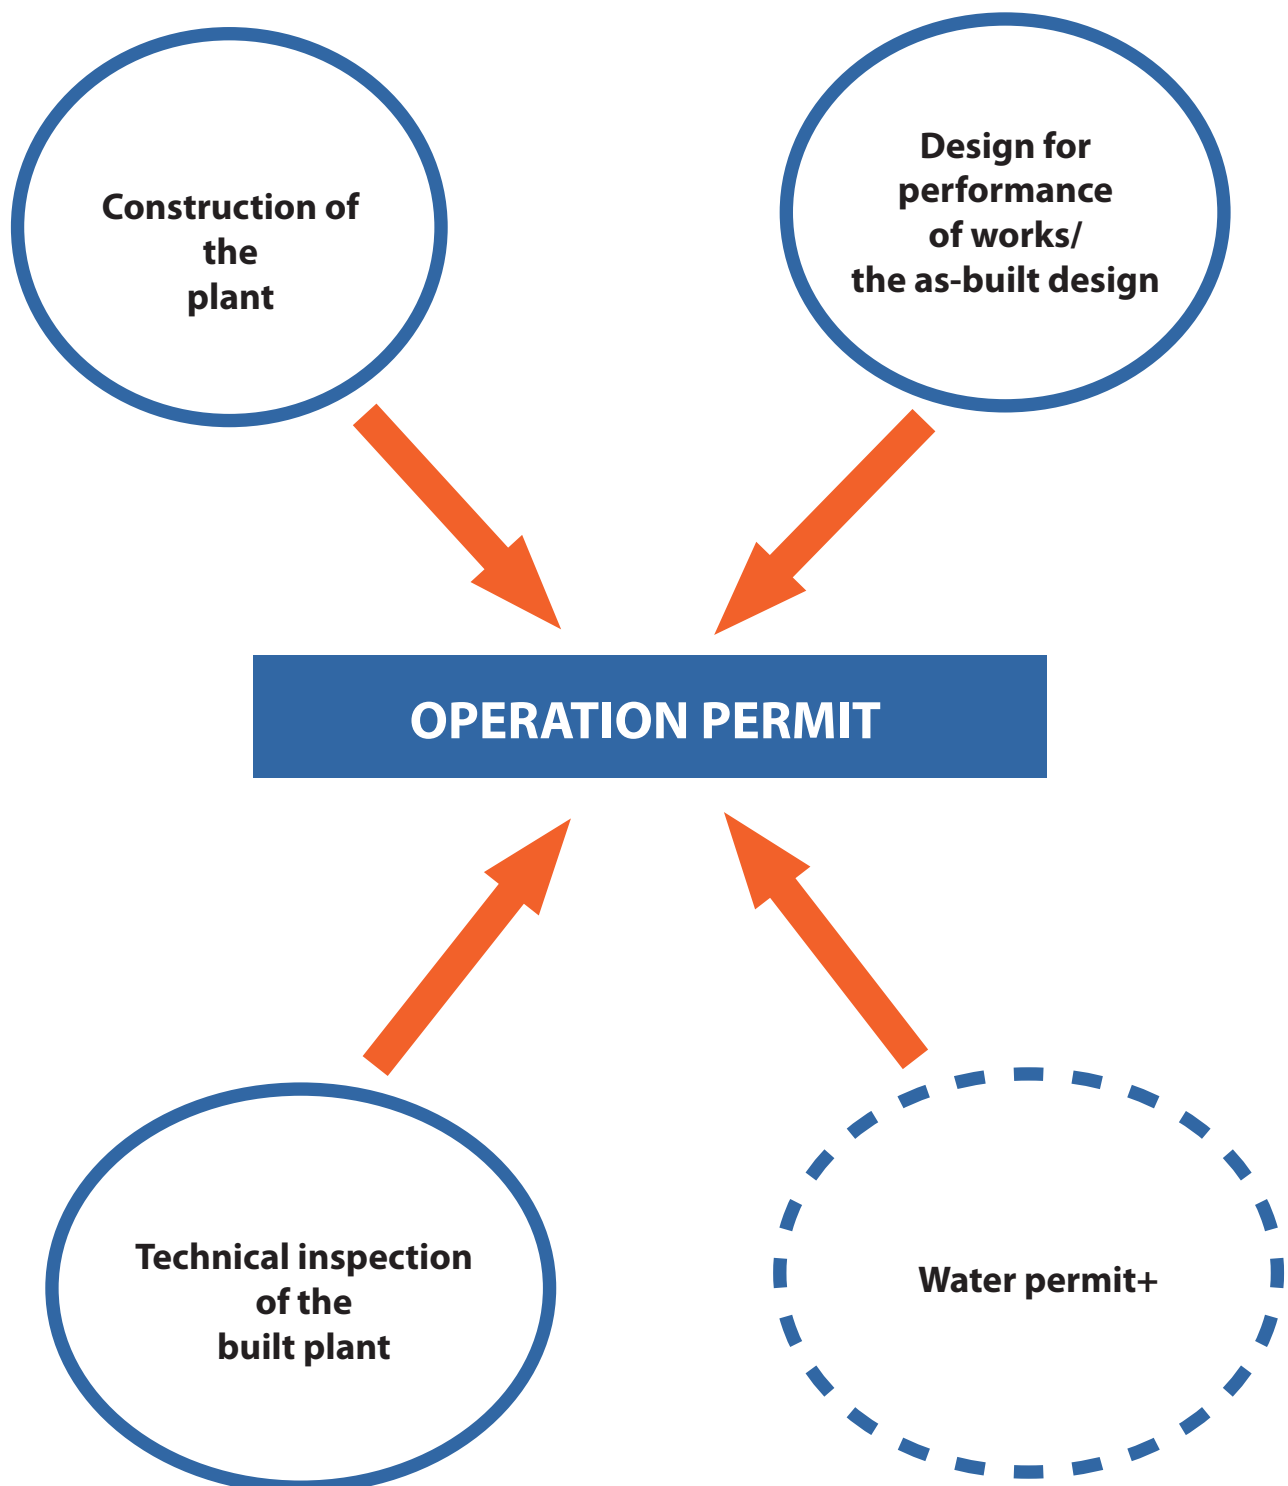 Construction of
the
plant
Design for
performance
of works/
the as-built design
OPERATION PERMIT
Technical inspection
of the
built plant
Water permit+